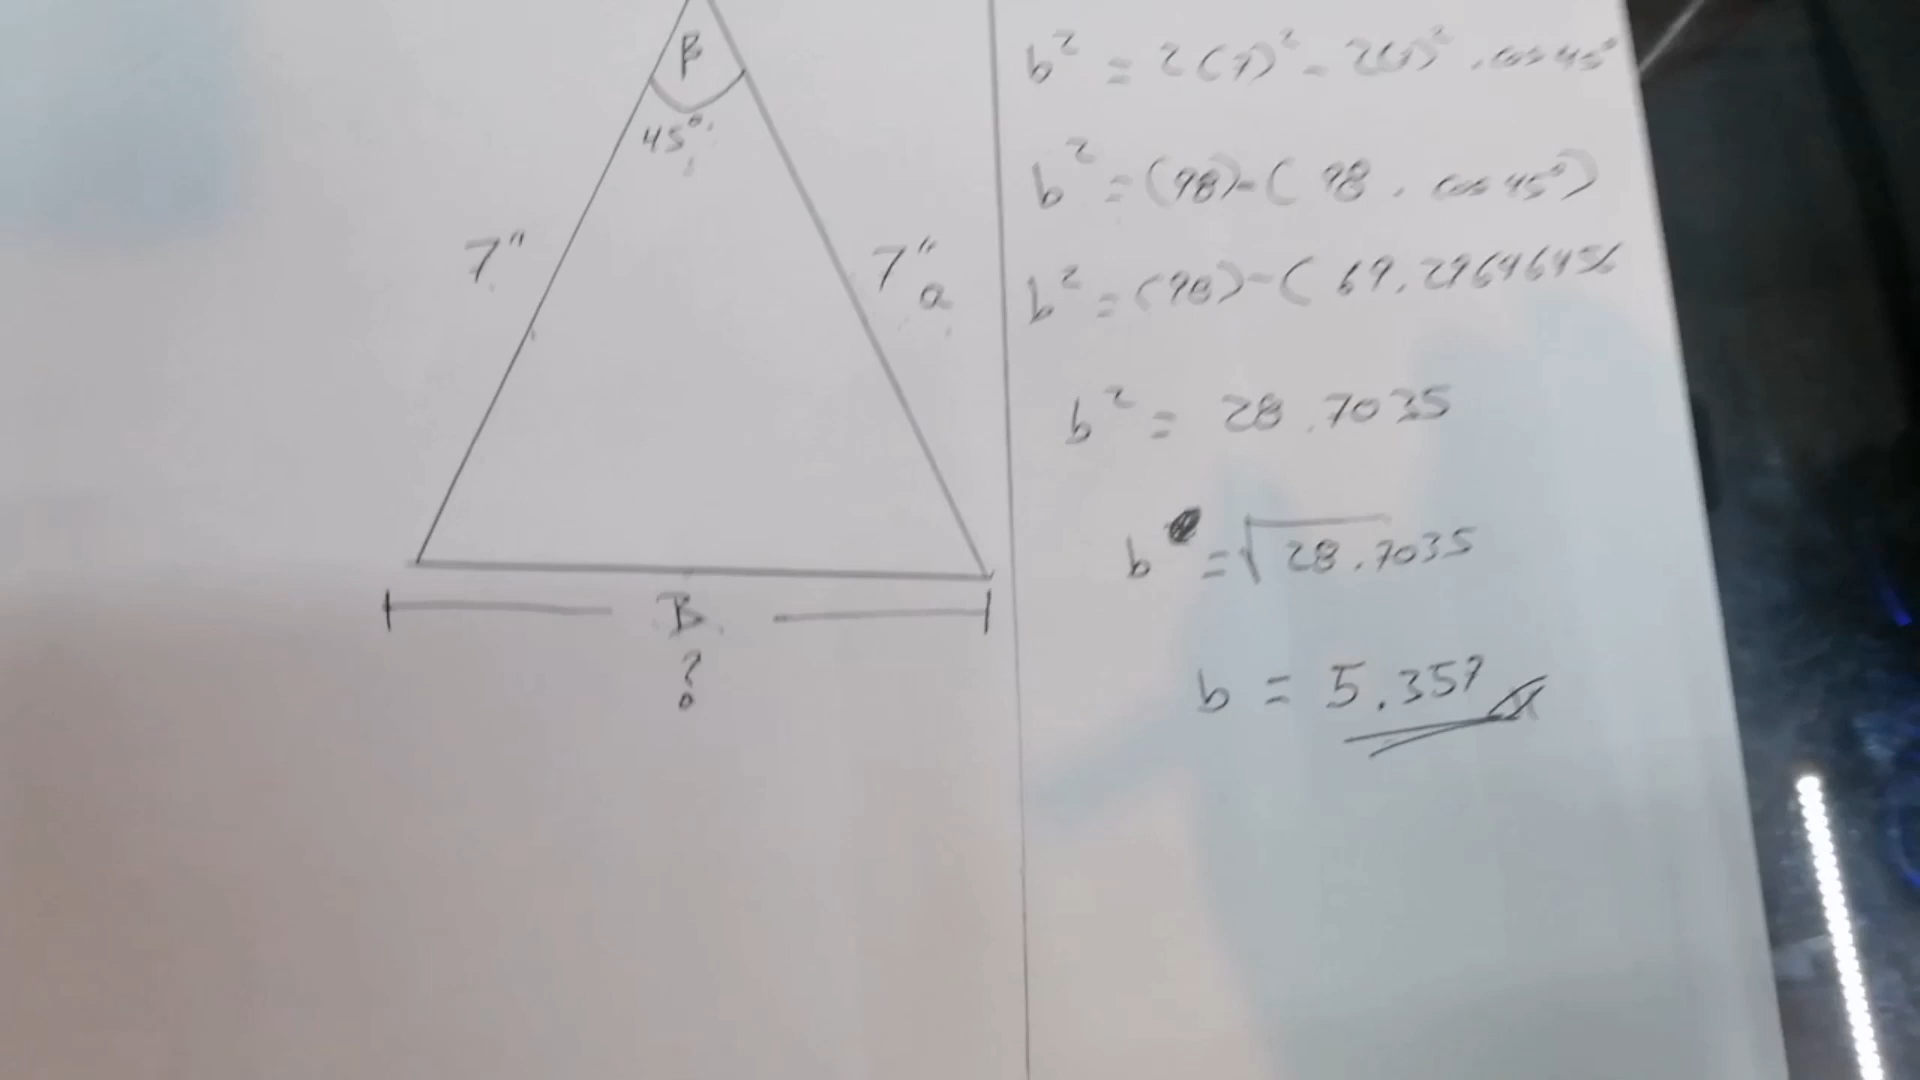 β
45°
7"
7"
a
B
?
b² = 2(7)² - 2(7)² . cos 45°
b² = (98)-( 98 . cos 45°)
b² = (98)-( 69.29646456
b² = 28.7035
b = √28.7035
b = 5.357